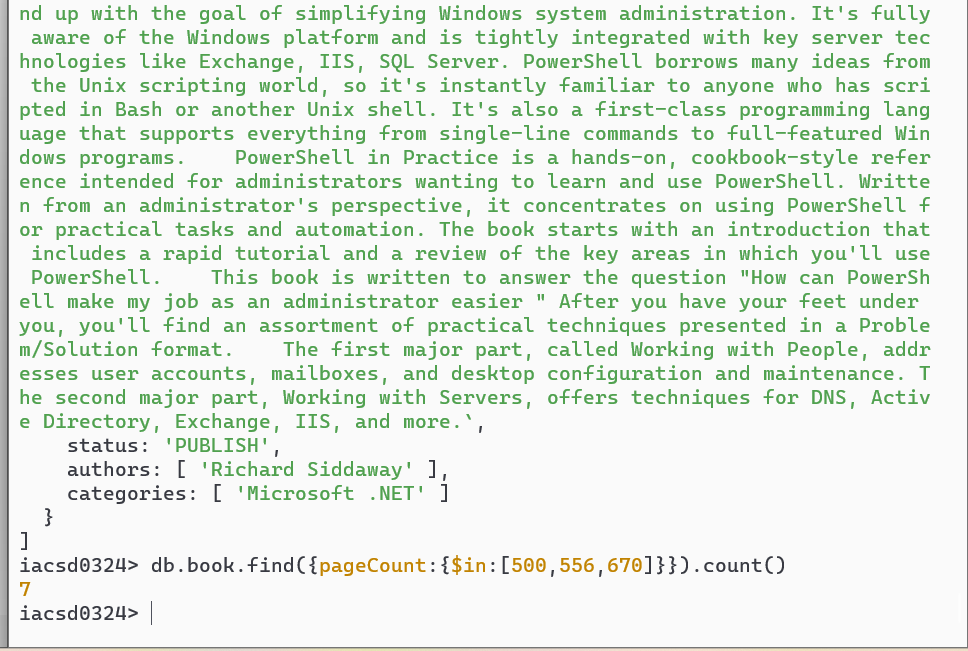 nd up with the goal of simplifying Windows system administration. It's fully
 aware of the Windows platform and is tightly integrated with key server tec
hnologies like Exchange, IIS, SQL Server. PowerShell borrows many ideas from
 the Unix scripting world, so it's instantly familiar to anyone who has scri
pted in Bash or another Unix shell. It's also a first-class programming lang
uage that supports everything from single-line commands to full-featured Win
dows programs.    PowerShell in Practice is a hands-on, cookbook-style refer
ence intended for administrators wanting to learn and use PowerShell. Writte
n from an administrator's perspective, it concentrates on using PowerShell f
or practical tasks and automation. The book starts with an introduction that
 includes a rapid tutorial and a review of the key areas in which you'll use
 PowerShell.    This book is written to answer the question "How can PowerSh
ell make my job as an administrator easier " After you have your feet under
you, you'll find an assortment of practical techniques presented in a Proble
m/Solution format.    The first major part, called Working with People, addr
esses user accounts, mailboxes, and desktop configuration and maintenance. T
he second major part, Working with Servers, offers techniques for DNS, Activ
e Directory, Exchange, IIS, and more.`,
    status: 'PUBLISH',
    authors: [ 'Richard Siddaway' ],
    categories: [ 'Microsoft .NET' ]
  }
]
iacsd0324> db.book.find({pageCount:{$in:[500,556,670]}}).count()
7
iacsd0324>